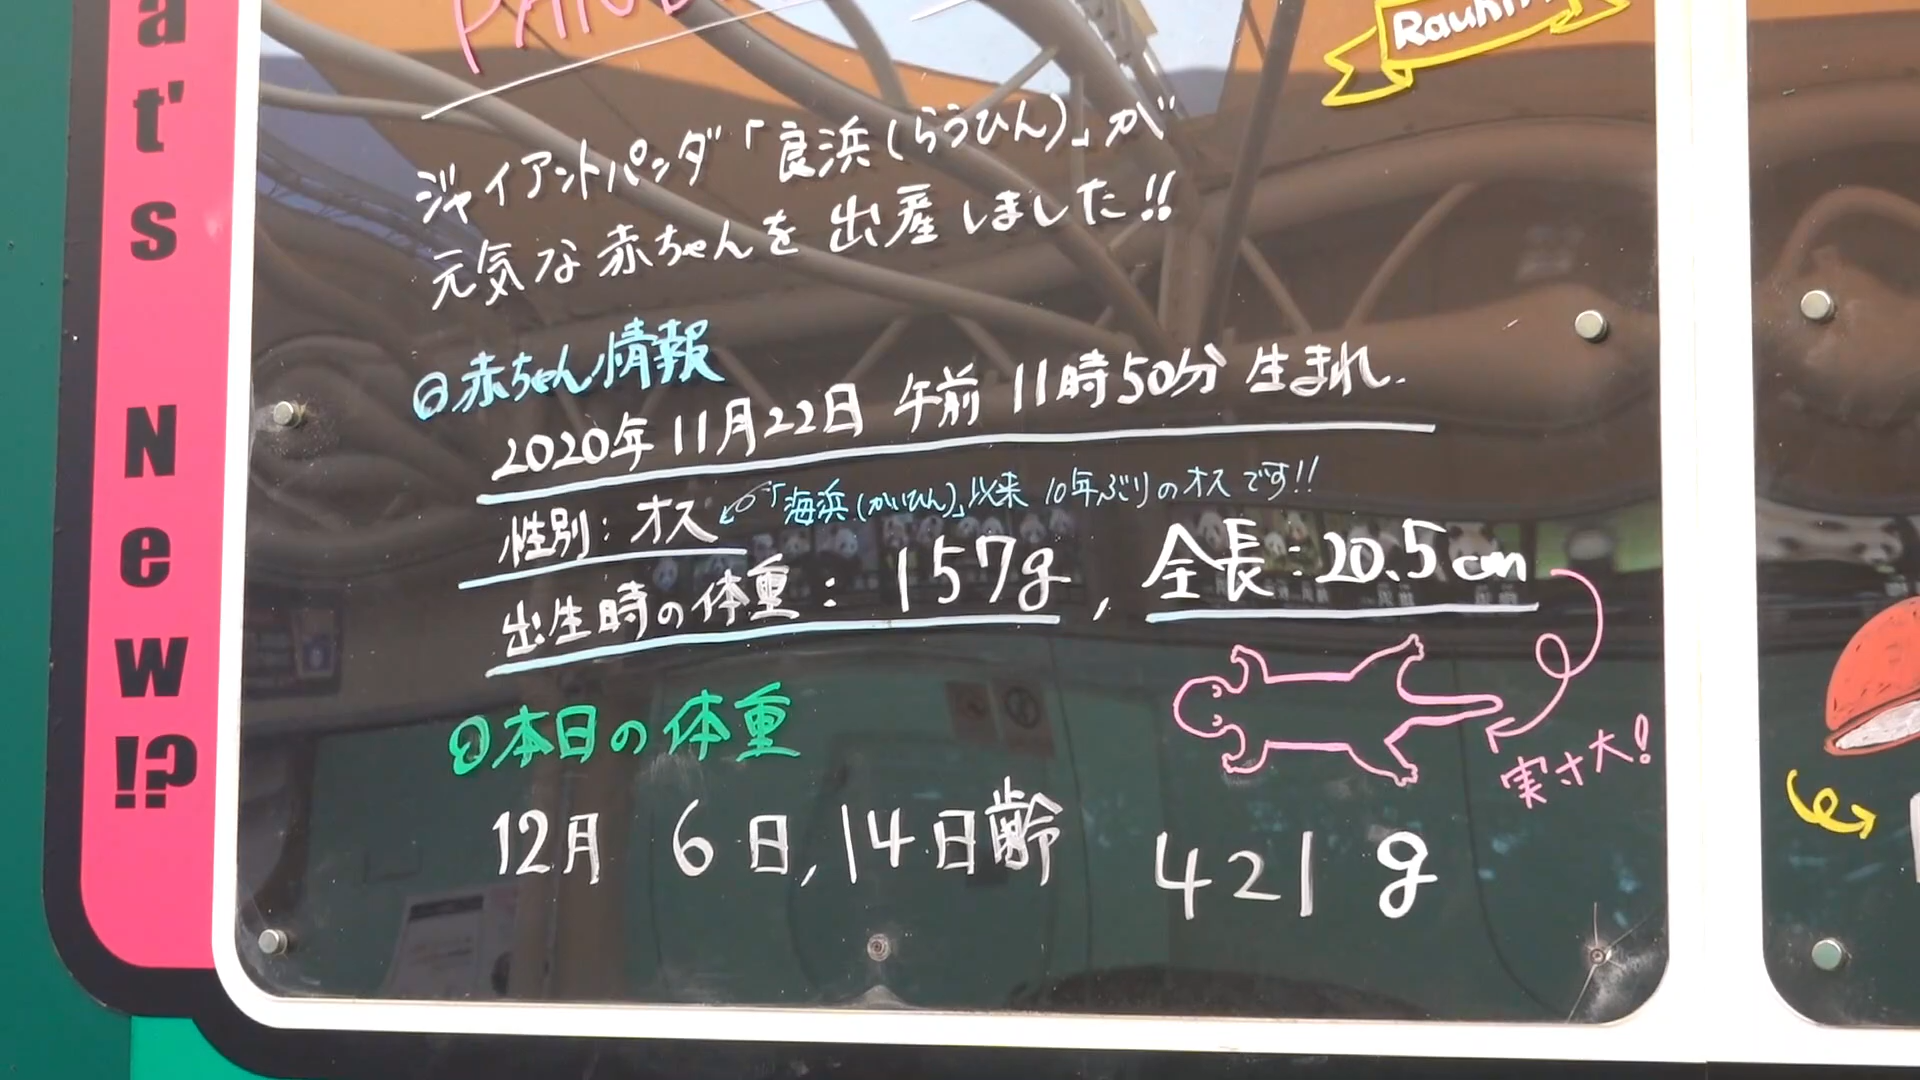 a't's New!?
PAND
Rauhin
ジャイアントパンダ「良浜(らうひん)」が
元気な赤ちゃんを出産しました!!
赤ちゃん情報
2020年11月22日 午前 11時50分 生まれ.
性別: オス
「海浜(かいひん)」以来 10年ぶりのオスです!!
出生時の体重: 157g, 全長:20.5cm
実寸大!
本日の体重
12月 6日, 14日齢 421 g